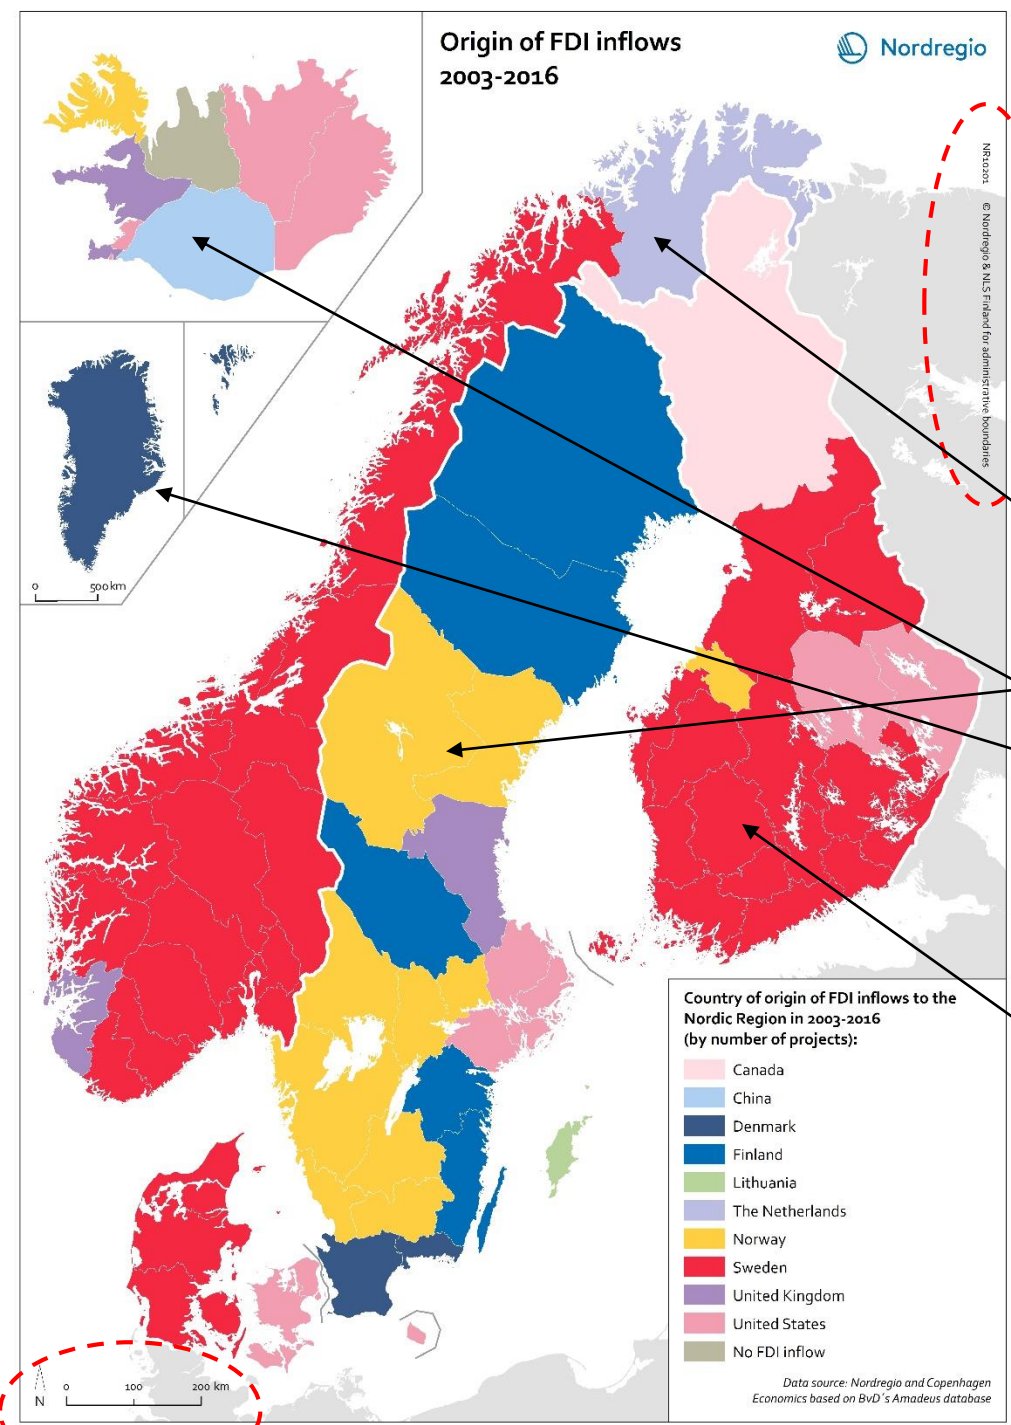 Origin of FDI inflows
2003-2016
Nordregio
NR10201 © Nordregio & NLS Finland for administrative boundaries
0 500 km
Country of origin of FDI inflows to the
Nordic Region in 2003-2016
(by number of projects):
Canada
China
Denmark
Finland
Lithuania
The Netherlands
Norway
Sweden
United Kingdom
United States
No FDI inflow
Data source: Nordregio and Copenhagen
Economics based on BvD´s Amadeus database
N 0 100 200 km